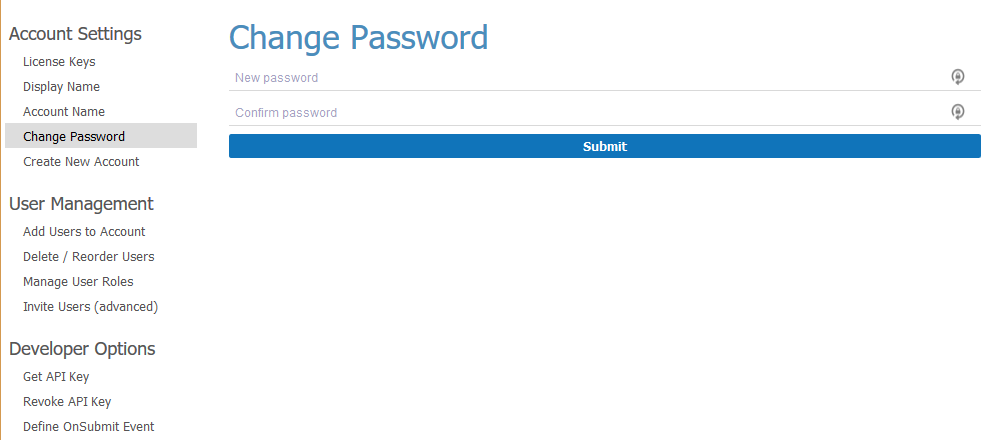 Account Settings
License Keys
Display Name
Account Name
Change Password
Create New Account
User Management
Add Users to Account
Delete / Reorder Users
Manage User Roles
Invite Users (advanced)
Developer Options
Get API Key
Revoke API Key
Define OnSubmit Event
Change Password
New password
Confirm password
Submit